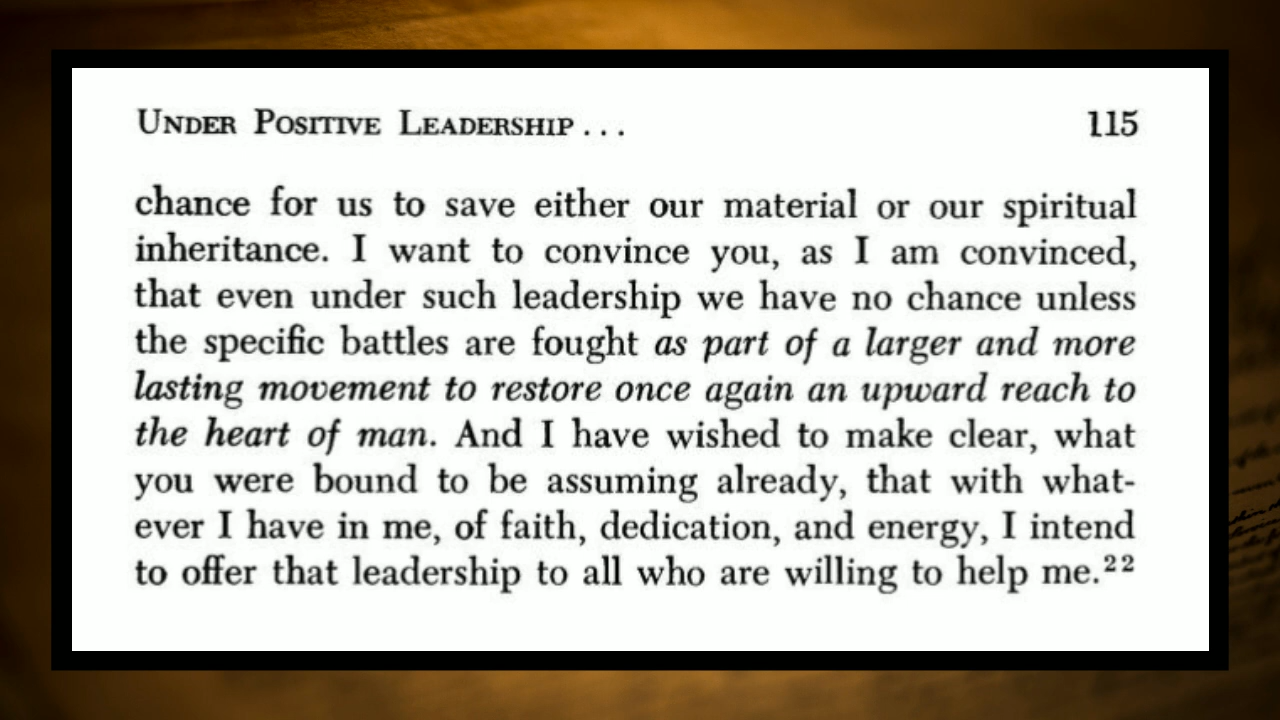 UNDER POSITIVE LEADERSHIP . . . 115
chance for us to save either our material or our spiritual
inheritance. I want to convince you, as I am convinced,
that even under such leadership we have no chance unless
the specific battles are fought as part of a larger and more
lasting movement to restore once again an upward reach to
the heart of man. And I have wished to make clear, what
you were bound to be assuming already, that with what-
ever I have in me, of faith, dedication, and energy, I intend
to offer that leadership to all who are willing to help me.²²